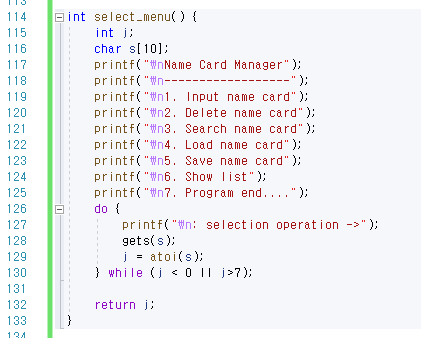 114 int select_menu() {
115 int j;
116 char s[10];
117 printf("₩nName Card Manager");
118 printf("₩n------------------");
119 printf("₩n1. Input name card");
120 printf("₩n2. Delete name card");
121 printf("₩n3. Search name card");
122 printf("₩n4. Load name card");
123 printf("₩n5. Save name card");
124 printf("₩n6. Show list");
125 printf("₩n7. Program end....");
126 do {
127 printf("₩n: selection operation ->");
128 gets(s);
129 j = atoi(s);
130 } while (j < 0 || j>7);
131
132 return j;
133 }